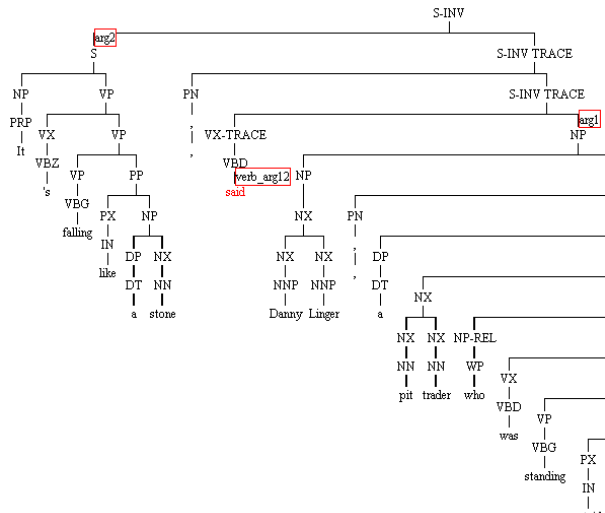 S-INV
arg2
S S-INV TRACE
NP VP PN S-INV TRACE
arg1
PRP VX VP , VX-TRACE NP
It VBZ VP PP , VBD NP
verb_arg12
's VBG said
falling PX NP NX PN
IN DP NX NX NX , DP
like DT NN NNP NNP , DT
a stone Danny Linger a
NX
NX NX NP-REL
NN NN WP VX
pit trader who VBD
was VP
VBG PX
standing IN